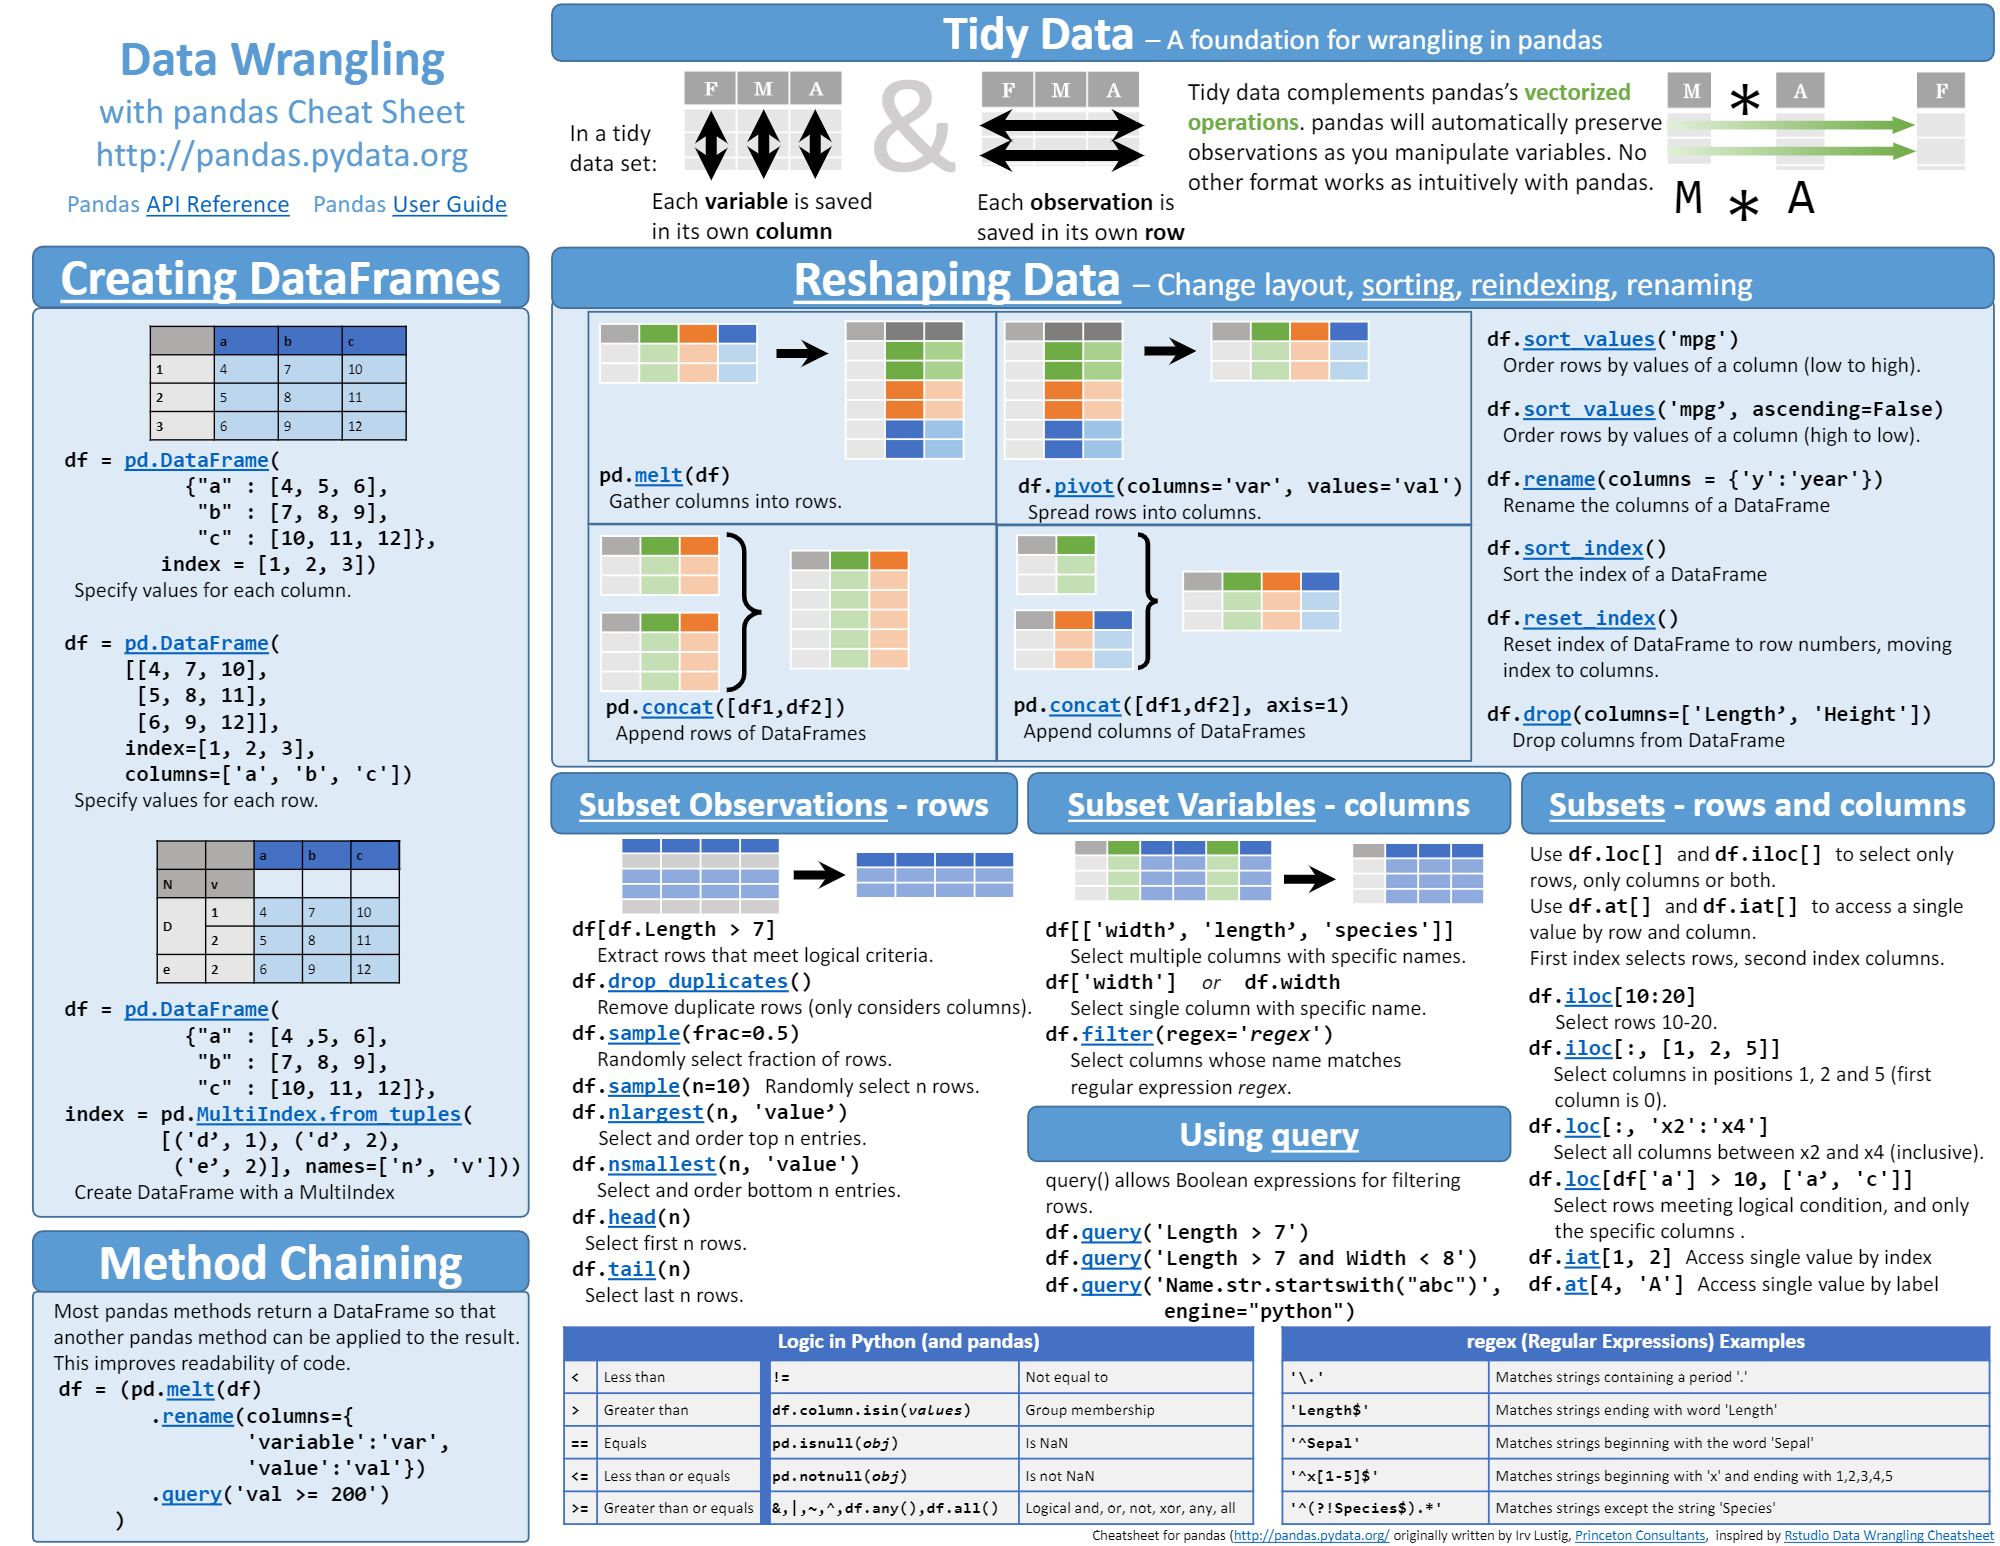 Data Wrangling
with pandas Cheat Sheet
http://pandas.pydata.org
Pandas API Reference Pandas User Guide
Tidy Data – A foundation for wrangling in pandas
In a tidy
data set:
F M A
Each variable is saved
in its own column
&
F M A
Each observation is
saved in its own row
Tidy data complements pandas’s vectorized
operations. pandas will automatically preserve
observations as you manipulate variables. No
other format works as intuitively with pandas.
M * A F
M * A
Creating DataFrames
a b c
1 4 7 10
2 5 8 11
3 6 9 12
df = pd.DataFrame(
{"a" : [4, 5, 6],
"b" : [7, 8, 9],
"c" : [10, 11, 12]},
index = [1, 2, 3])
Specify values for each column.
df = pd.DataFrame(
[[4, 7, 10],
[5, 8, 11],
[6, 9, 12]],
index=[1, 2, 3],
columns=['a', 'b', 'c'])
Specify values for each row.
a b c
N v
D 1 4 7 10
2 5 8 11
e 2 6 9 12
df = pd.DataFrame(
{"a" : [4 ,5, 6],
"b" : [7, 8, 9],
"c" : [10, 11, 12]},
index = pd.MultiIndex.from_tuples(
[('d’, 1), ('d’, 2),
('e’, 2)], names=['n’, 'v']))
Create DataFrame with a MultiIndex
Method Chaining
Most pandas methods return a DataFrame so that
another pandas method can be applied to the result.
This improves readability of code.
df = (pd.melt(df)
.rename(columns={
'variable':'var',
'value':'val'})
.query('val >= 200')
)
Reshaping Data – Change layout, sorting, reindexing, renaming
pd.melt(df)
Gather columns into rows.
df.pivot(columns='var', values='val')
Spread rows into columns.
pd.concat([df1,df2])
Append rows of DataFrames
pd.concat([df1,df2], axis=1)
Append columns of DataFrames
df.sort_values('mpg')
Order rows by values of a column (low to high).
df.sort_values('mpg’, ascending=False)
Order rows by values of a column (high to low).
df.rename(columns = {'y':'year'})
Rename the columns of a DataFrame
df.sort_index()
Sort the index of a DataFrame
df.reset_index()
Reset index of DataFrame to row numbers, moving
index to columns.
df.drop(columns=['Length’, 'Height'])
Drop columns from DataFrame
Subset Observations - rows
df[df.Length > 7]
Extract rows that meet logical criteria.
df.drop_duplicates()
Remove duplicate rows (only considers columns).
df.sample(frac=0.5)
Randomly select fraction of rows.
df.sample(n=10) Randomly select n rows.
df.nlargest(n, 'value’)
Select and order top n entries.
df.nsmallest(n, 'value')
Select and order bottom n entries.
df.head(n)
Select first n rows.
df.tail(n)
Select last n rows.
Subset Variables - columns
df[['width’, 'length’, 'species']]
Select multiple columns with specific names.
df['width'] or df.width
Select single column with specific name.
df.filter(regex='regex')
Select columns whose name matches
regular expression regex.
Using query
query() allows Boolean expressions for filtering
rows.
df.query('Length > 7')
df.query('Length > 7 and Width < 8')
df.query('Name.str.startswith("abc")',
engine="python")
Subsets - rows and columns
Use df.loc[] and df.iloc[] to select only
rows, only columns or both.
Use df.at[] and df.iat[] to access a single
value by row and column.
First index selects rows, second index columns.
df.iloc[10:20]
Select rows 10-20.
df.iloc[:, [1, 2, 5]]
Select columns in positions 1, 2 and 5 (first
column is 0).
df.loc[:, 'x2':'x4']
Select all columns between x2 and x4 (inclusive).
df.loc[df['a'] > 10, ['a’, 'c']]
Select rows meeting logical condition, and only
the specific columns .
df.iat[1, 2] Access single value by index
df.at[4, 'A'] Access single value by label
Logic in Python (and pandas)
< Less than != Not equal to
> Greater than df.column.isin(values) Group membership
== Equals pd.isnull(obj) Is NaN
<= Less than or equals pd.notnull(obj) Is not NaN
>= Greater than or equals &,|,~,^,df.any(),df.all() Logical and, or, not, xor, any, all
regex (Regular Expressions) Examples
'\.' Matches strings containing a period '.'
'Length$' Matches strings ending with word 'Length'
'^Sepal' Matches strings beginning with the word 'Sepal'
'^x[1-5]$' Matches strings beginning with 'x' and ending with 1,2,3,4,5
'^(?!Species$).*' Matches strings except the string 'Species'
Cheatsheet for pandas (http://pandas.pydata.org/ originally written by Irv Lustig, Princeton Consultants, inspired by Rstudio Data Wrangling Cheatsheet